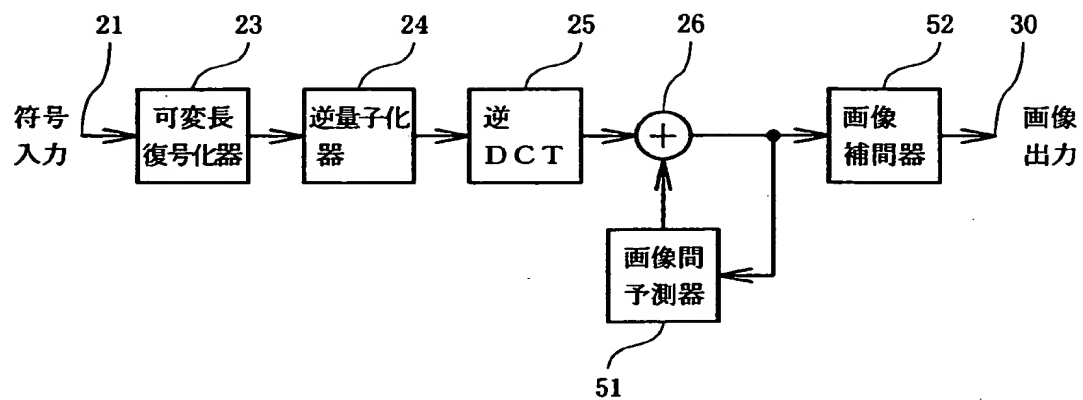 21
23
24
25
26
52
30
符号
入力
可変長
復号化器
逆量子化
器
逆
DCT
+
画像
補間器
画像
出力
画像間
予測器
51